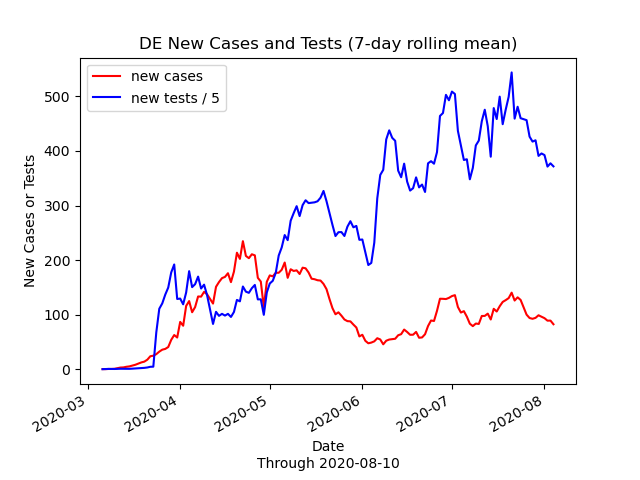 DE New Cases and Tests (7-day rolling mean)
new cases
new tests / 5
New Cases or Tests
500
400
300
200
100
0
2020-03
2020-04
2020-05
2020-06
2020-07
2020-08
Date
Through 2020-08-10